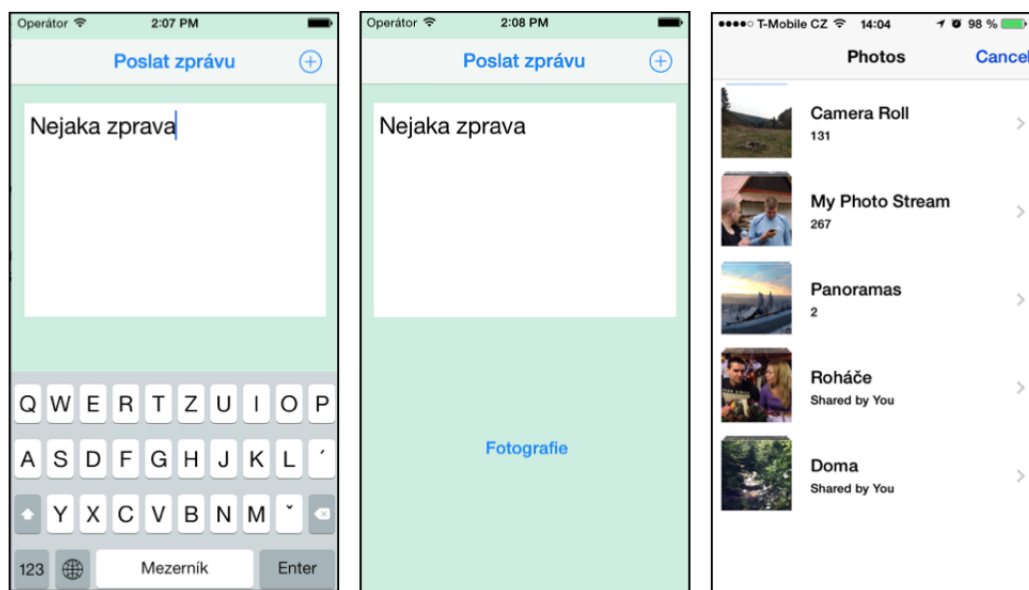 Operátor 2:07 PM
Poslat zprávu
Nejaka zprava
Q W E R T Z U I O P
A S D F G H J K L ´
Y X C V B N M ˇ
123 Mezerník Enter
Operátor 2:08 PM
Poslat zprávu
Nejaka zprava
Fotografie
T-Mobile CZ 14:04 98 %
Photos Cancel
Camera Roll
131
My Photo Stream
267
Panoramas
2
Roháče
Shared by You
Doma
Shared by You